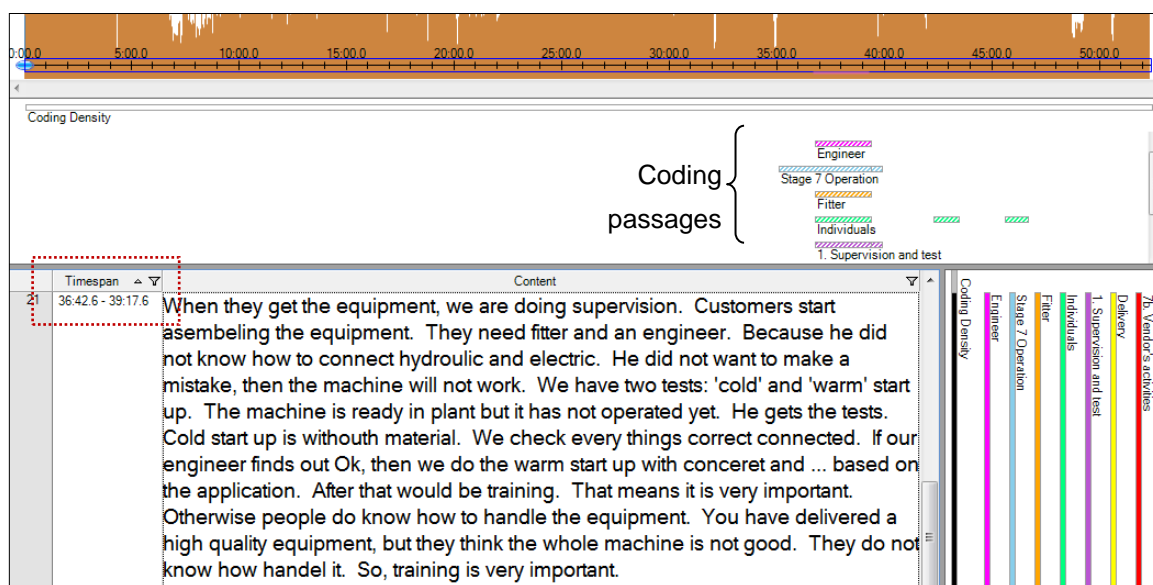 0:00.0 5:00.0 10:00.0 15:00.0 20:00.0 25:00.0 30:00.0 35:00.0 40:00.0 45:00.0 50:00.0
Coding Density
Engineer
Stage 7 Operation
Fitter
Individuals
1. Supervision and test
Coding
passages
Timespan Content
21 36:42.6 - 39:17.6
When they get the equipment, we are doing supervision. Customers start
asembeling the equipment. They need fitter and an engineer. Because he did
not know how to connect hydroulic and electric. He did not want to make a
mistake, then the machine will not work. We have two tests: 'cold' and 'warm' start
up. The machine is ready in plant but it has not operated yet. He gets the tests.
Cold start up is withouth material. We check every things correct connected. If our
engineer finds out Ok, then we do the warm start up with conceret and ... based on
the application. After that would be training. That means it is very important.
Otherwise people do know how to handle the equipment. You have delivered a
high quality equipment, but they think the whole machine is not good. They do not
know how handel it. So, training is very important.
Coding Density
Engineer
Stage 7 Operation
Fitter
Individuals
1. Supervision and test
Delivery
7b. Vendor's activities